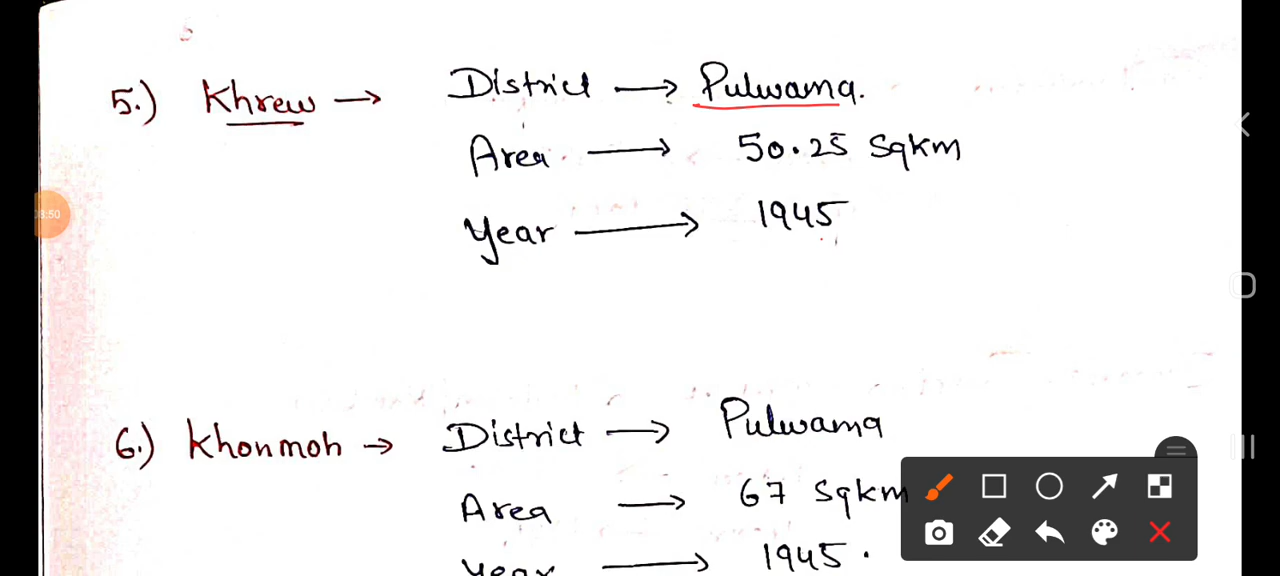 5.) Khrew → District → Pulwama.
Area → 50.25 Sqkm
Year → 1945
6.) Khonmoh → District → Pulwama
Area → 67 Sqkm
Year → 1945.